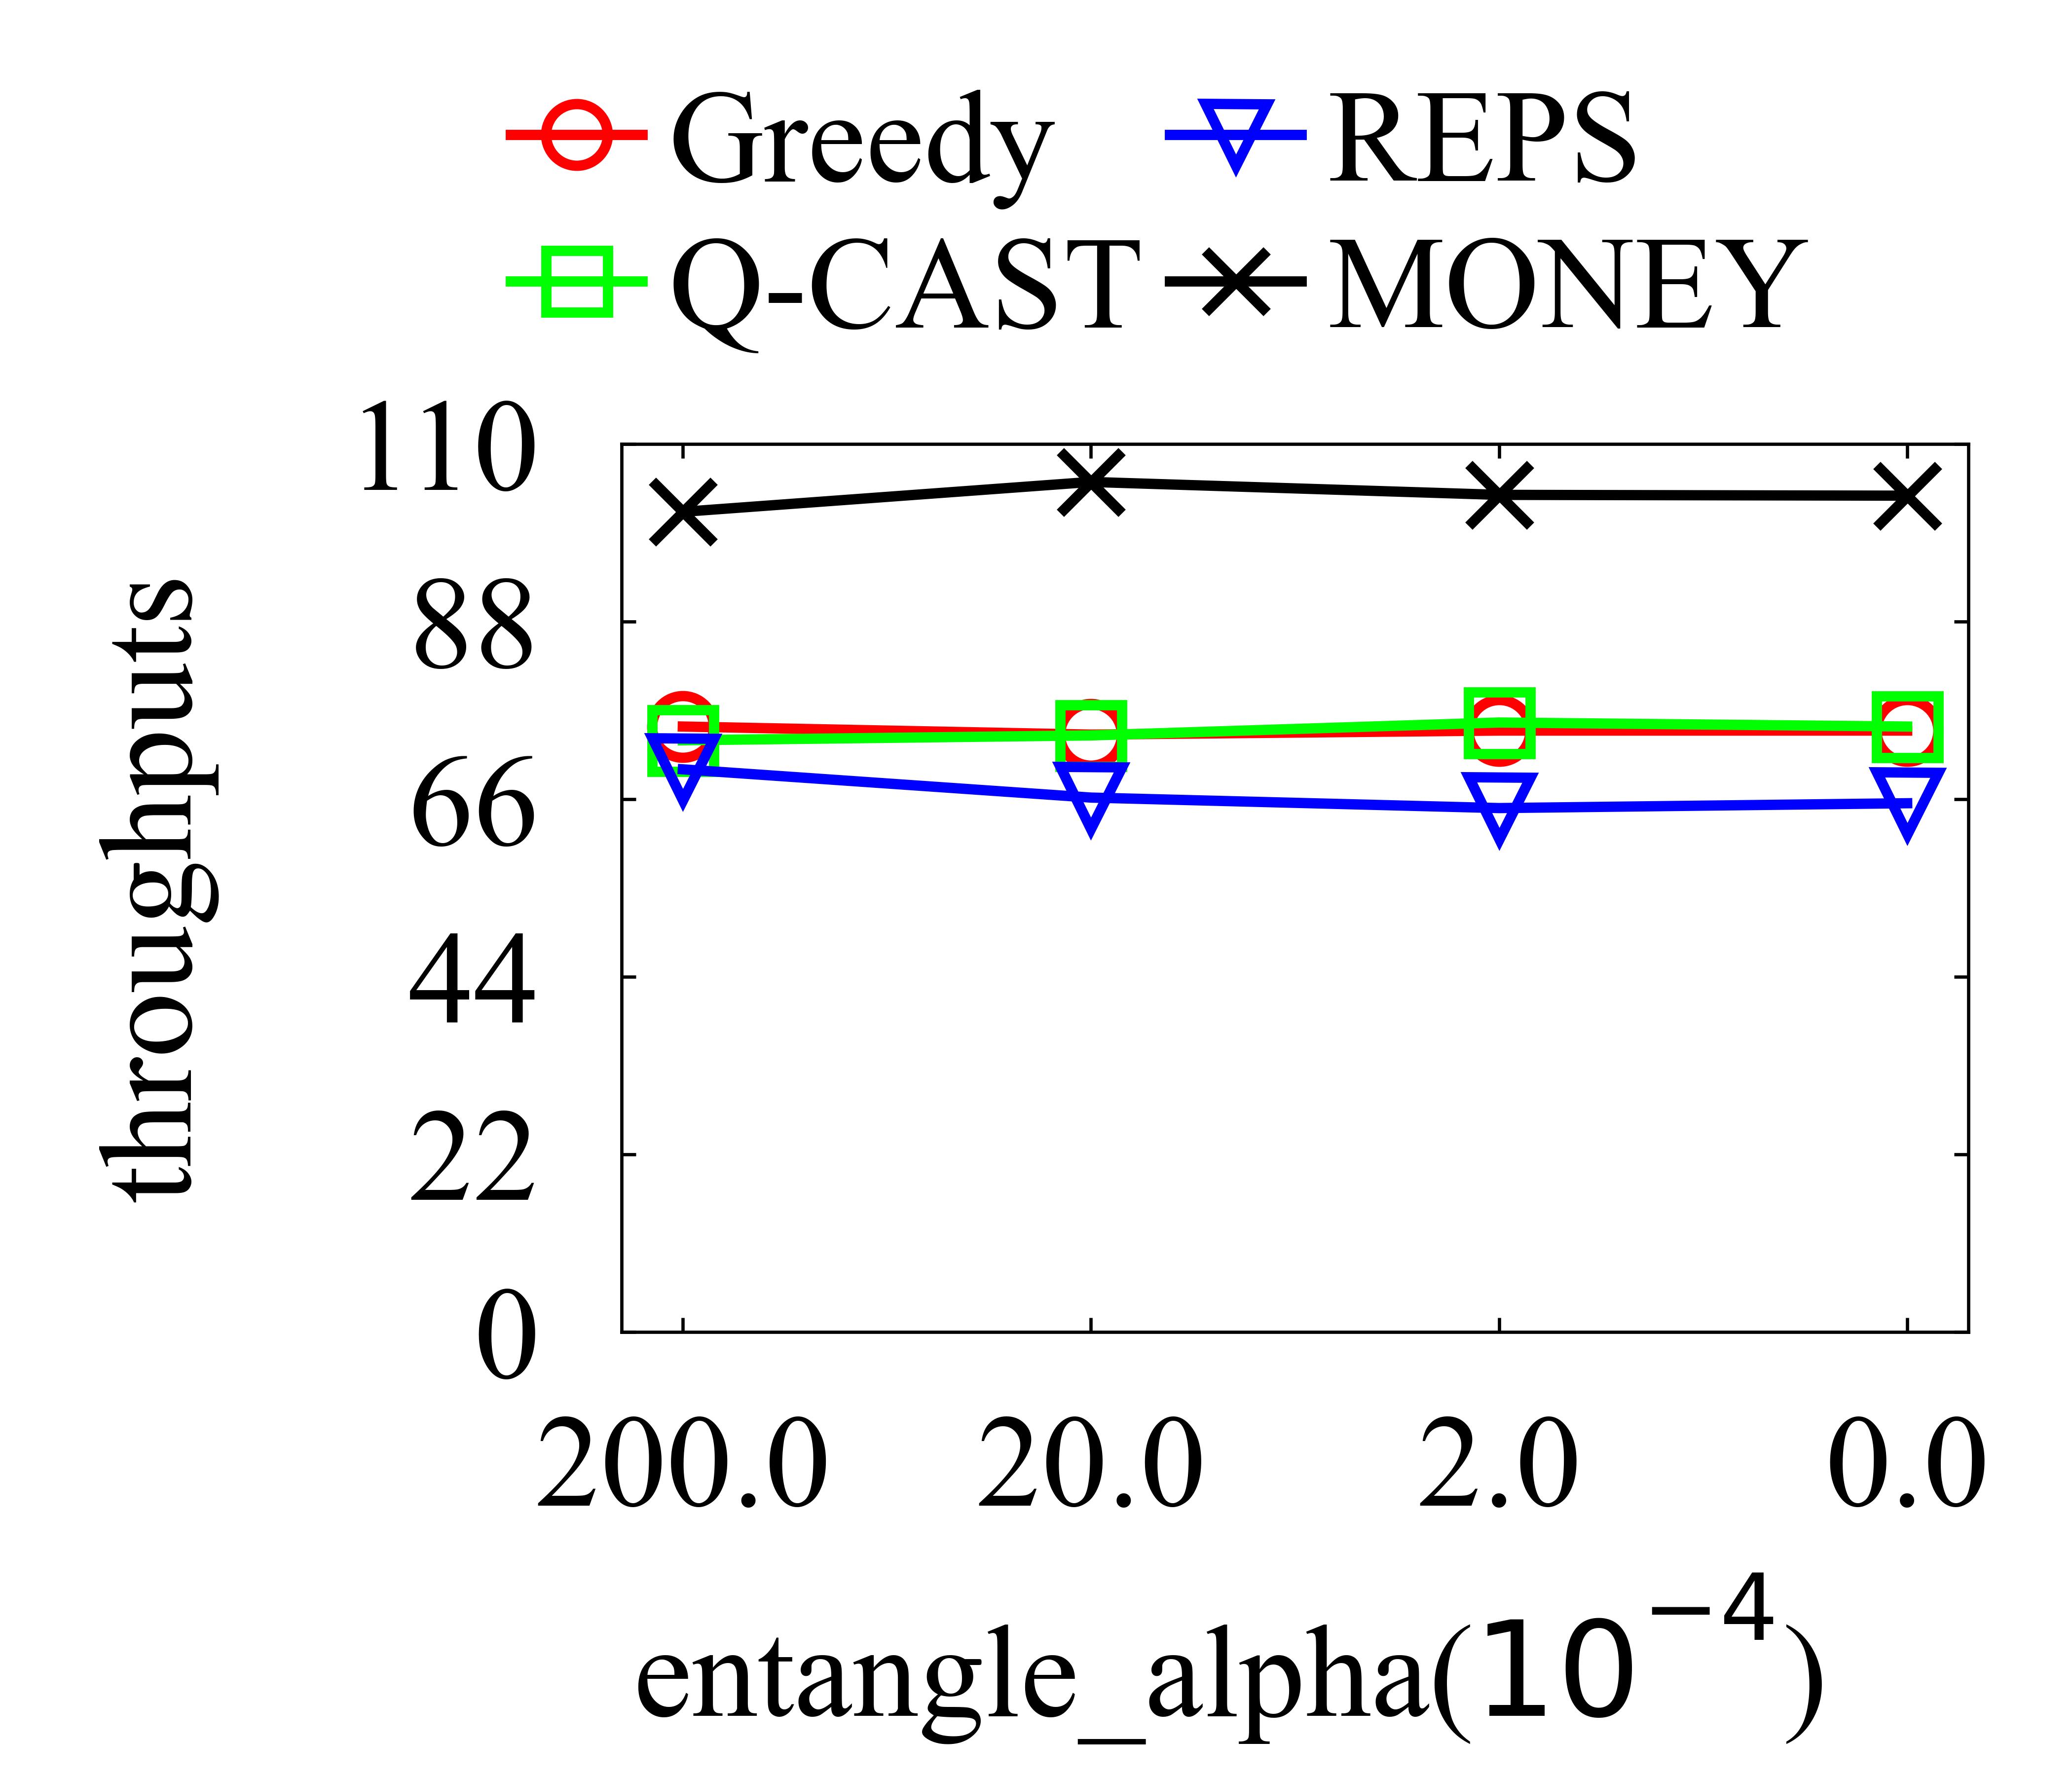 Greedy REPS
Q-CAST MONEY
110
88
66
44
22
0
throughputs
200.0 20.0 2.0 0.0
entangle_alpha(10⁻⁴)